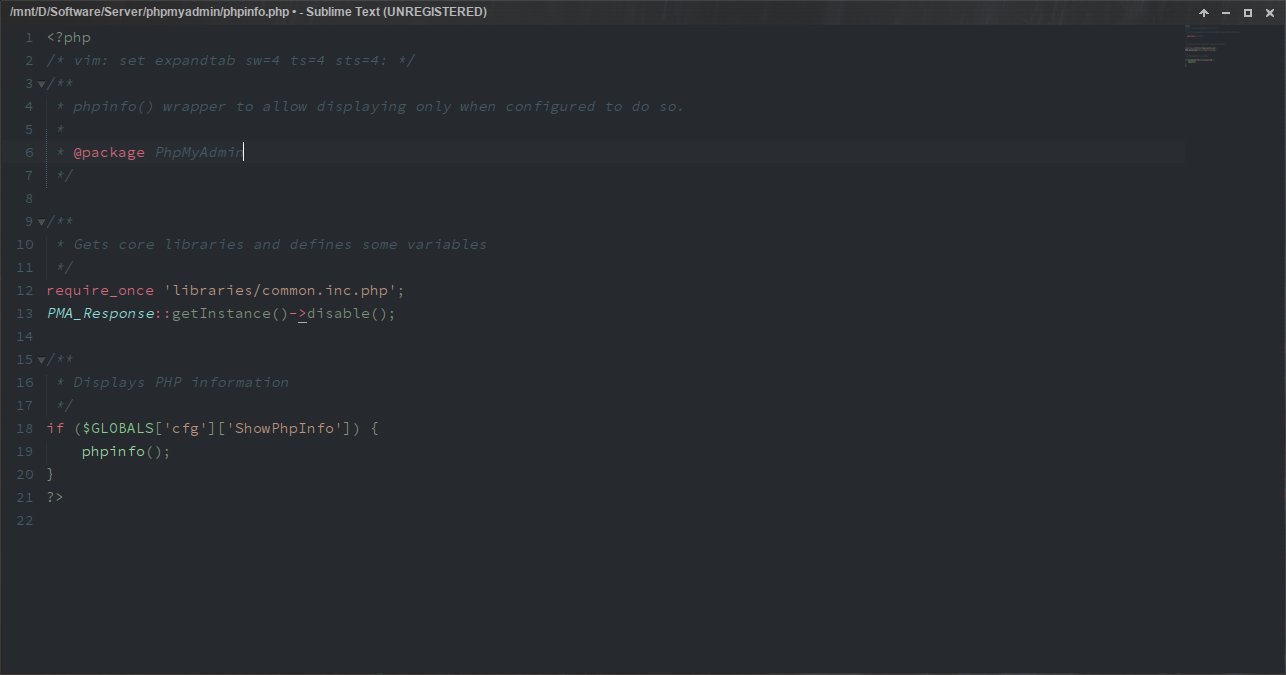 /mnt/D/Software/Server/phpmyadmin/phpinfo.php • - Sublime Text (UNREGISTERED)
1 <?php
2 /* vim: set expandtab sw=4 ts=4 sts=4: */
3 /**
4  * phpinfo() wrapper to allow displaying only when configured to do so.
5  *
6  * @package PhpMyAdmin
7  */
8
9 /**
10  * Gets core libraries and defines some variables
11  */
12 require_once 'libraries/common.inc.php';
13 PMA_Response::getInstance()->disable();
14
15 /**
16  * Displays PHP information
17  */
18 if ($GLOBALS['cfg']['ShowPhpInfo']) {
19     phpinfo();
20 }
21 ?>
22